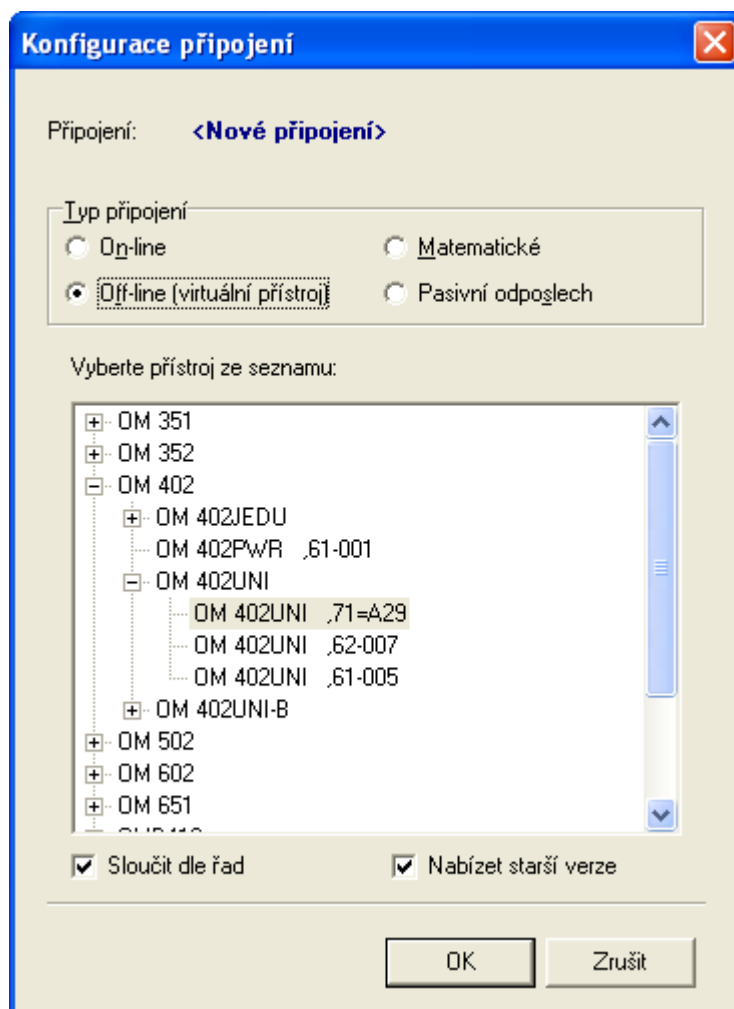 Konfigurace připojení
Připojení: <Nové připojení>
Typ připojení
On-line
Matematické
Off-line (virtuální přístroj)
Pasivní odposlech
Vyberte přístroj ze seznamu:
OM 351
OM 352
OM 402
OM 402JEDU
OM 402PWR ,61-001
OM 402UNI
OM 402UNI ,71=A29
OM 402UNI ,62-007
OM 402UNI ,61-005
OM 402UNI-B
OM 502
OM 602
OM 651
Sloučit dle řad
Nabízet starší verze
OK Zrušit